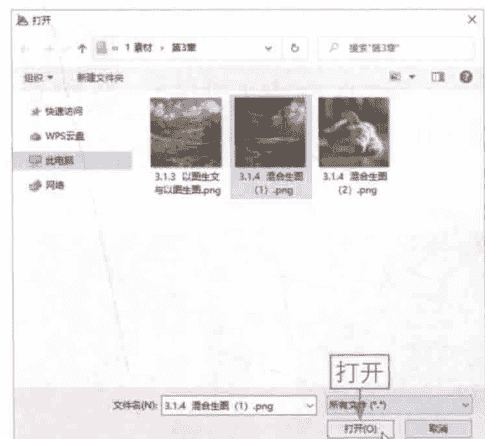 打开
« 1 素材 › 第3章
搜索"第3章"
组织
新建文件夹
快速访问
WPS云盘
此电脑
网络
3.1.3 以图生文与以图生图.png
3.1.4 混合生图（1）.png
3.1.4 混合生图（2）.png
打开
文件名(N):
3.1.4 混合生图（1）.png
所有文件 (*.*)
打开(O)
取消